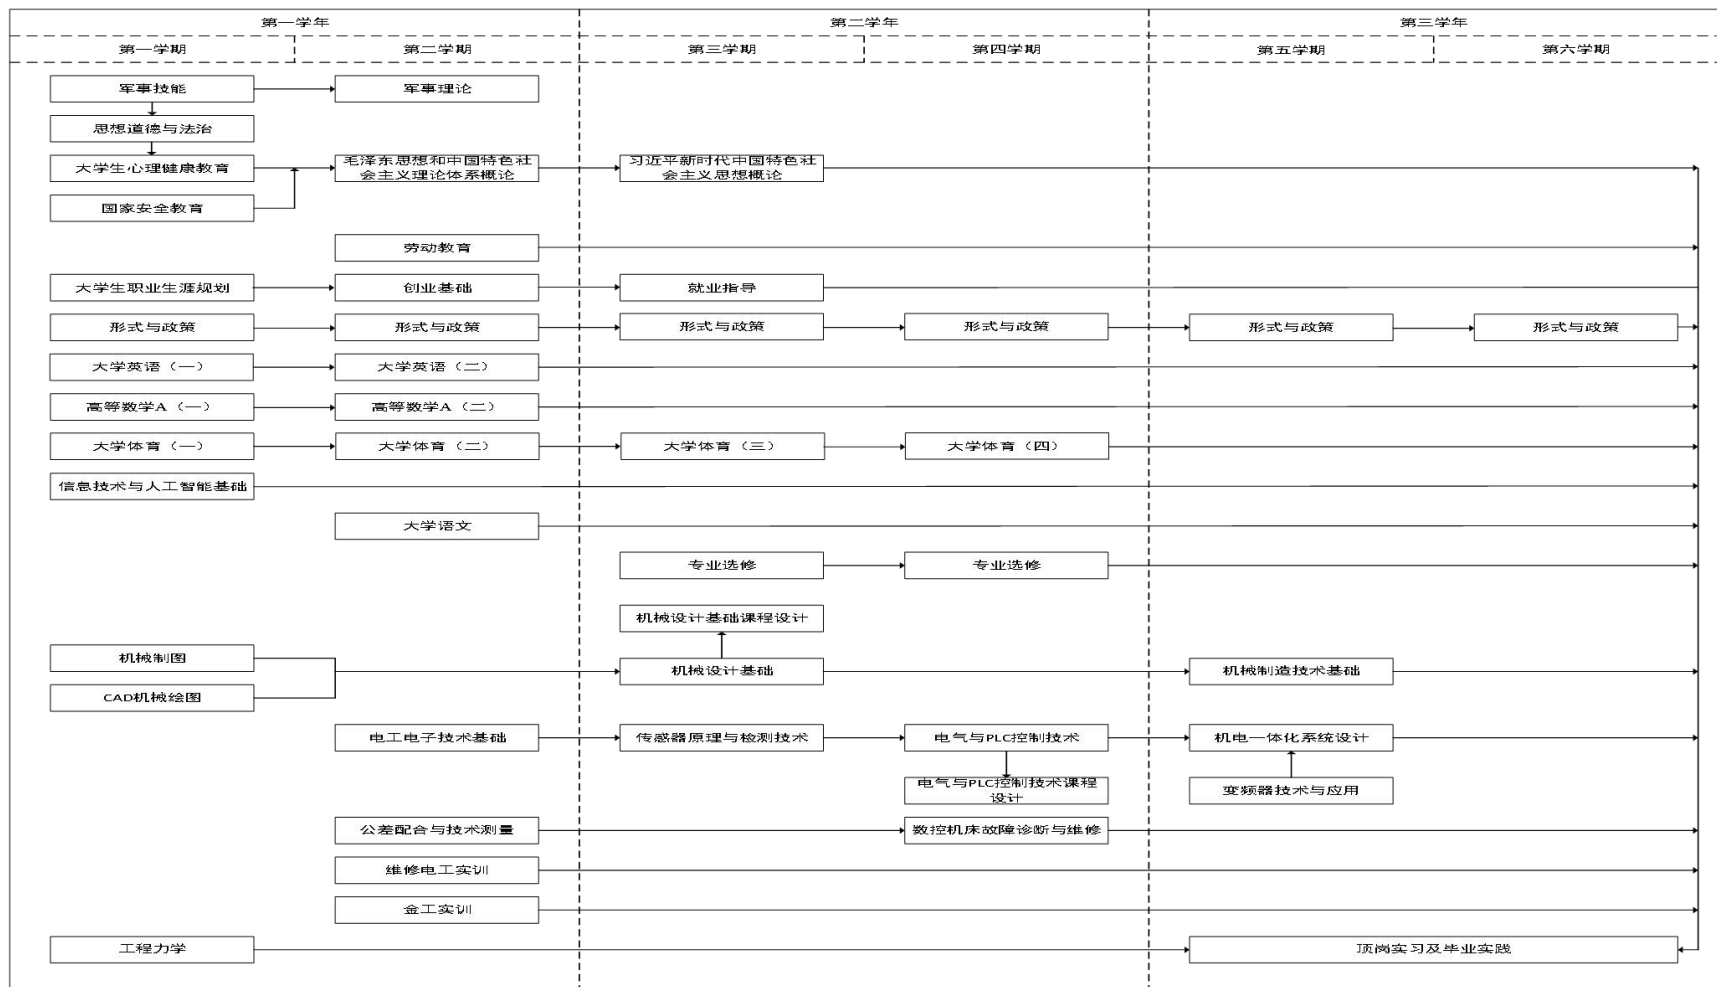 第一学年
第二学年
第三学年
第一学期
第二学期
第三学期
第四学期
第五学期
第六学期
军事技能
军事理论
思想道德与法治
大学生心理健康教育
毛泽东思想和中国特色社
会主义理论体系概论
习近平新时代中国特色社
会主义思想概论
国家安全教育
劳动教育
大学生职业生涯规划
创业基础
就业指导
形式与政策
形式与政策
形式与政策
形式与政策
形式与政策
形式与政策
大学英语（一）
大学英语（二）
高等数学A（一）
高等数学A（二）
大学体育（一）
大学体育（二）
大学体育（三）
大学体育（四）
信息技术与人工智能基础
大学语文
专业选修
专业选修
机械设计基础课程设计
机械制图
机械设计基础
机械制造技术基础
CAD机械绘图
电工电子技术基础
传感器原理与检测技术
电气与PLC控制技术
机电一体化系统设计
电气与PLC控制技术课程
设计
变频器技术与应用
公差配合与技术测量
数控机床故障诊断与维修
维修电工实训
金工实训
工程力学
顶岗实习及毕业实践